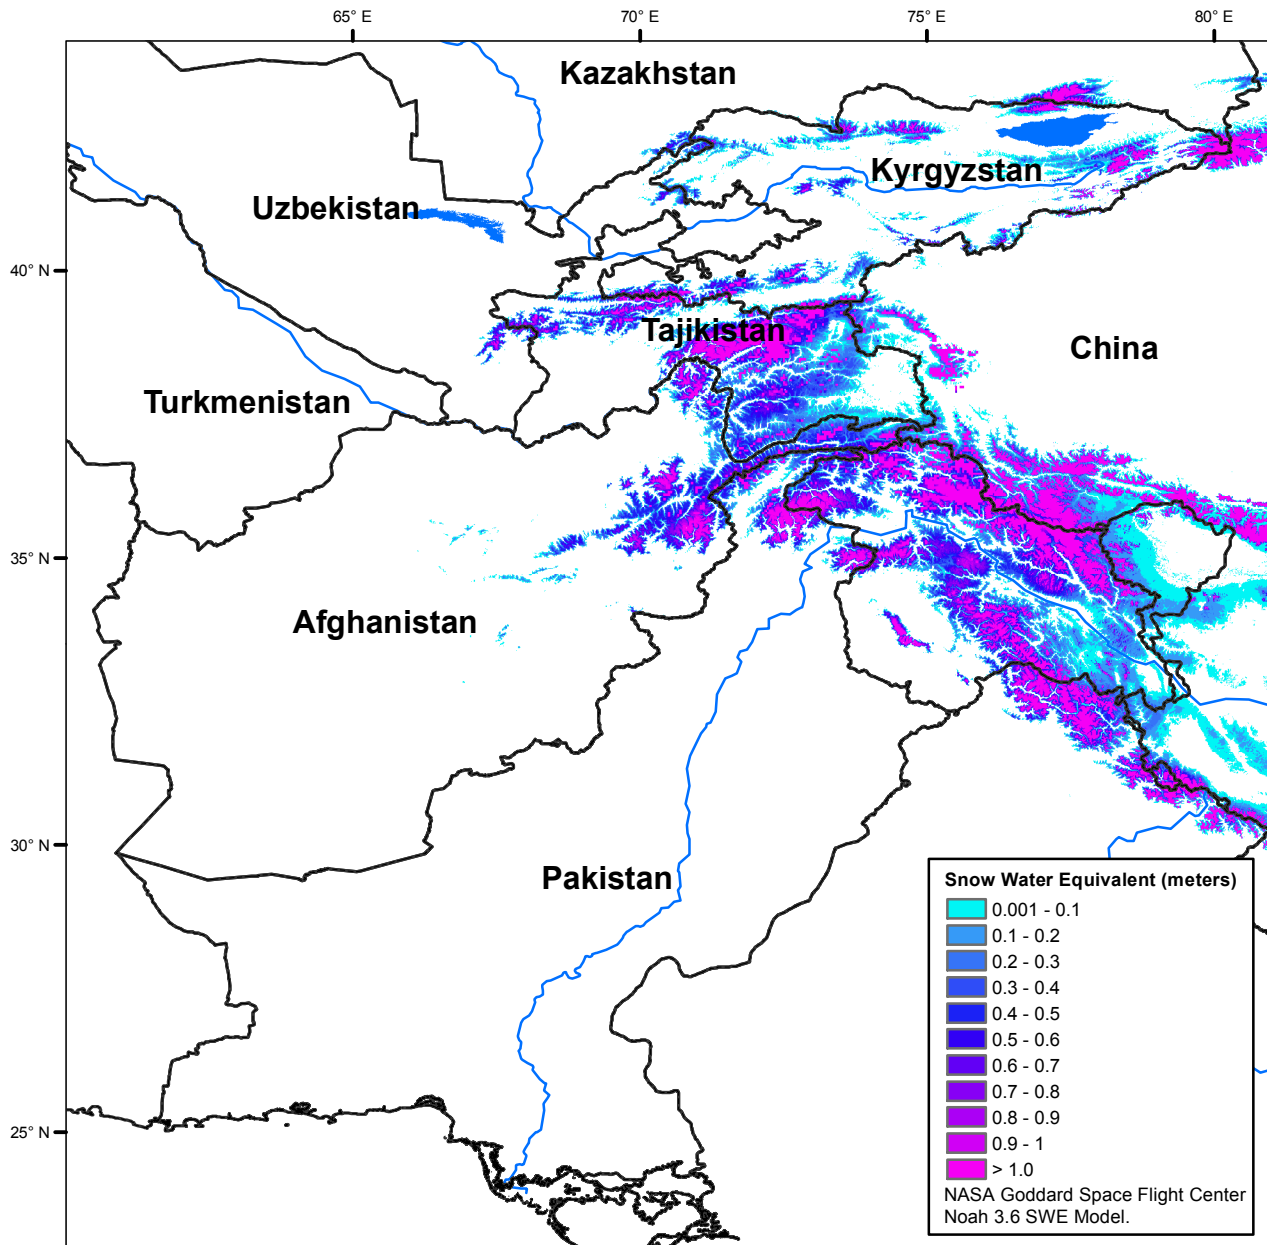 65° E 70° E 75° E 80° E
Kazakhstan
Kyrgyzstan
Uzbekistan
40° N
Tajikistan
China
Turkmenistan
35° N
Afghanistan
30° N
Pakistan
25° N
Snow Water Equivalent (meters)
0.001 - 0.1
0.1 - 0.2
0.2 - 0.3
0.3 - 0.4
0.4 - 0.5
0.5 - 0.6
0.6 - 0.7
0.7 - 0.8
0.8 - 0.9
0.9 - 1
> 1.0
NASA Goddard Space Flight Center
Noah 3.6 SWE Model.